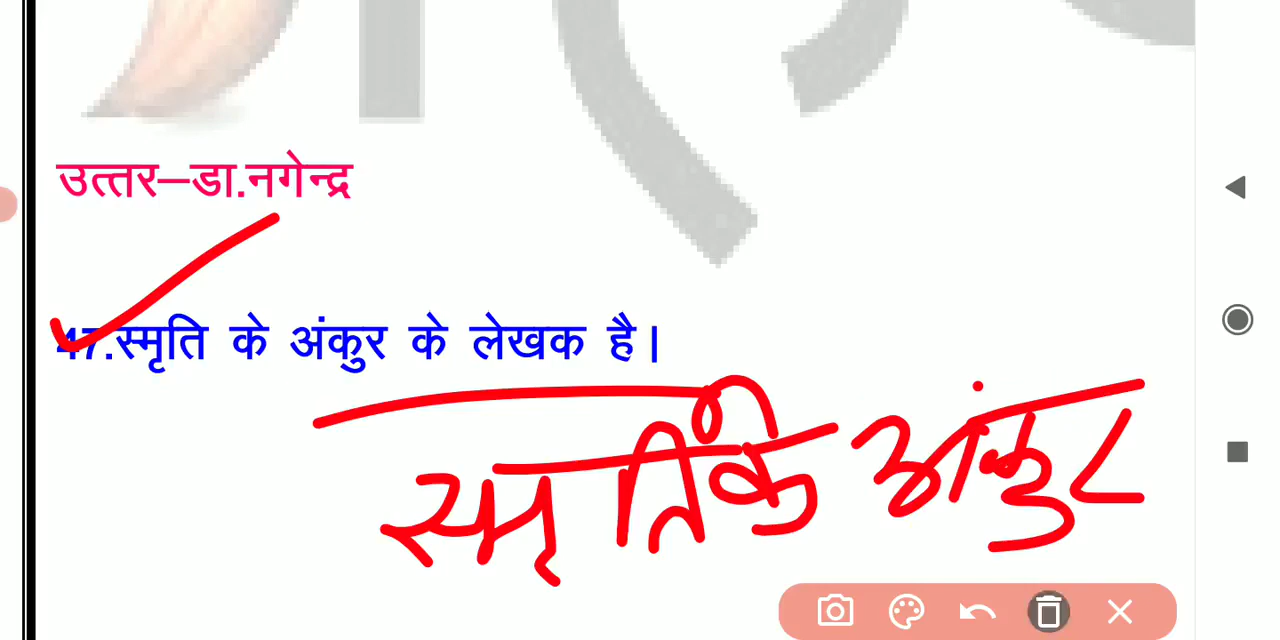 उत्तर–डा.नगेन्द्र
47.स्मृति के अंकुर के लेखक है।
स्मृति के अंकुर